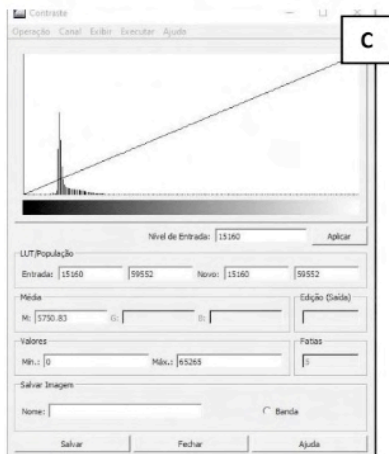 Contraste
C
Operação Canal Exibir Executar Ajuda
Nível de Entrada: 15160 Aplicar
LUT/População
Entrada: 15160 59552 Novo: 15160 59552
Média Edição (Saída)
M: 5750.83 G: B:
Valores Fatias
Mín.: 0 Máx.: 65265 5
Salvar Imagem
Nome: Banda
Salvar Fechar Ajuda